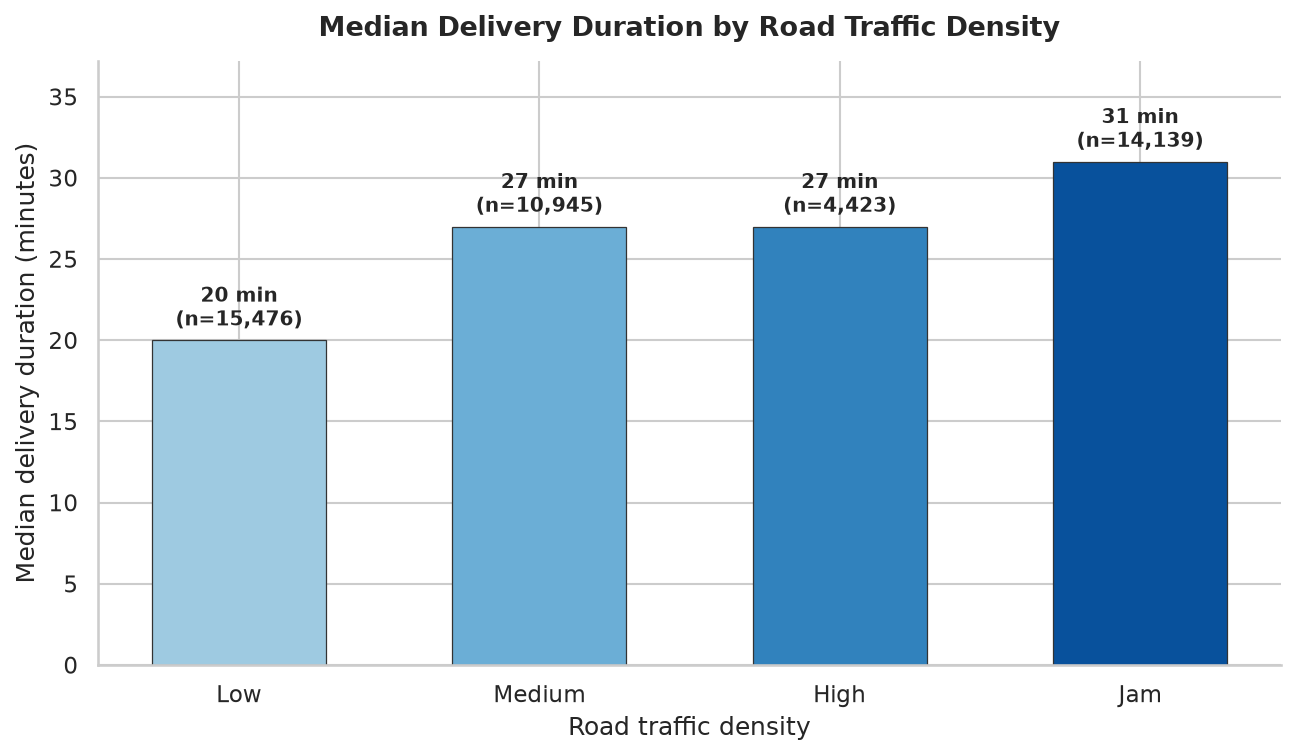 Median Delivery Duration by Road Traffic Density
Median delivery duration (minutes)
35
30
25
20
15
10
5
0
20 min
(n=15,476)
27 min
(n=10,945)
27 min
(n=4,423)
31 min
(n=14,139)
Low
Medium
High
Jam
Road traffic density